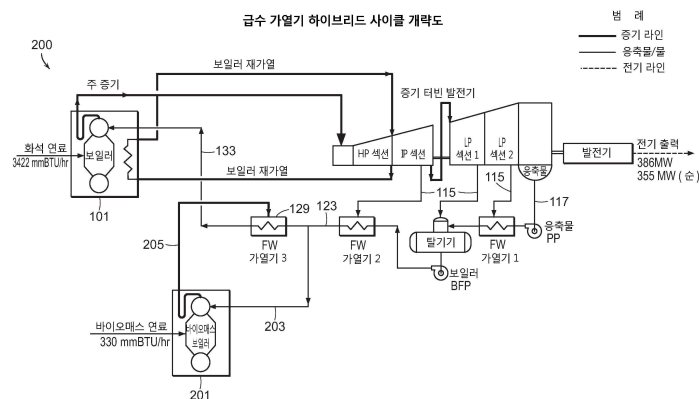 급수 가열기 하이브리드 사이클 개략도
범 례
증기 라인
응축물/물
전기 라인
200
보일러 재가열
주 증기
증기 터빈 발전기
화석 연료
3422 mmBTU/hr
보일러
133
HP 섹션
IP 섹션
LP
섹션 1
LP
섹션 2
발전기
전기 출력
386MW
355 MW ( 순 )
보일러 재가열
응축물
101
115
115
117
129
123
205
FW
가열기 3
FW
가열기 2
탈기기
FW
가열기 1
응축물
PP
보일러
BFP
바이오매스 연료
330 mmBTU/hr
바이오매스
보일러
203
201